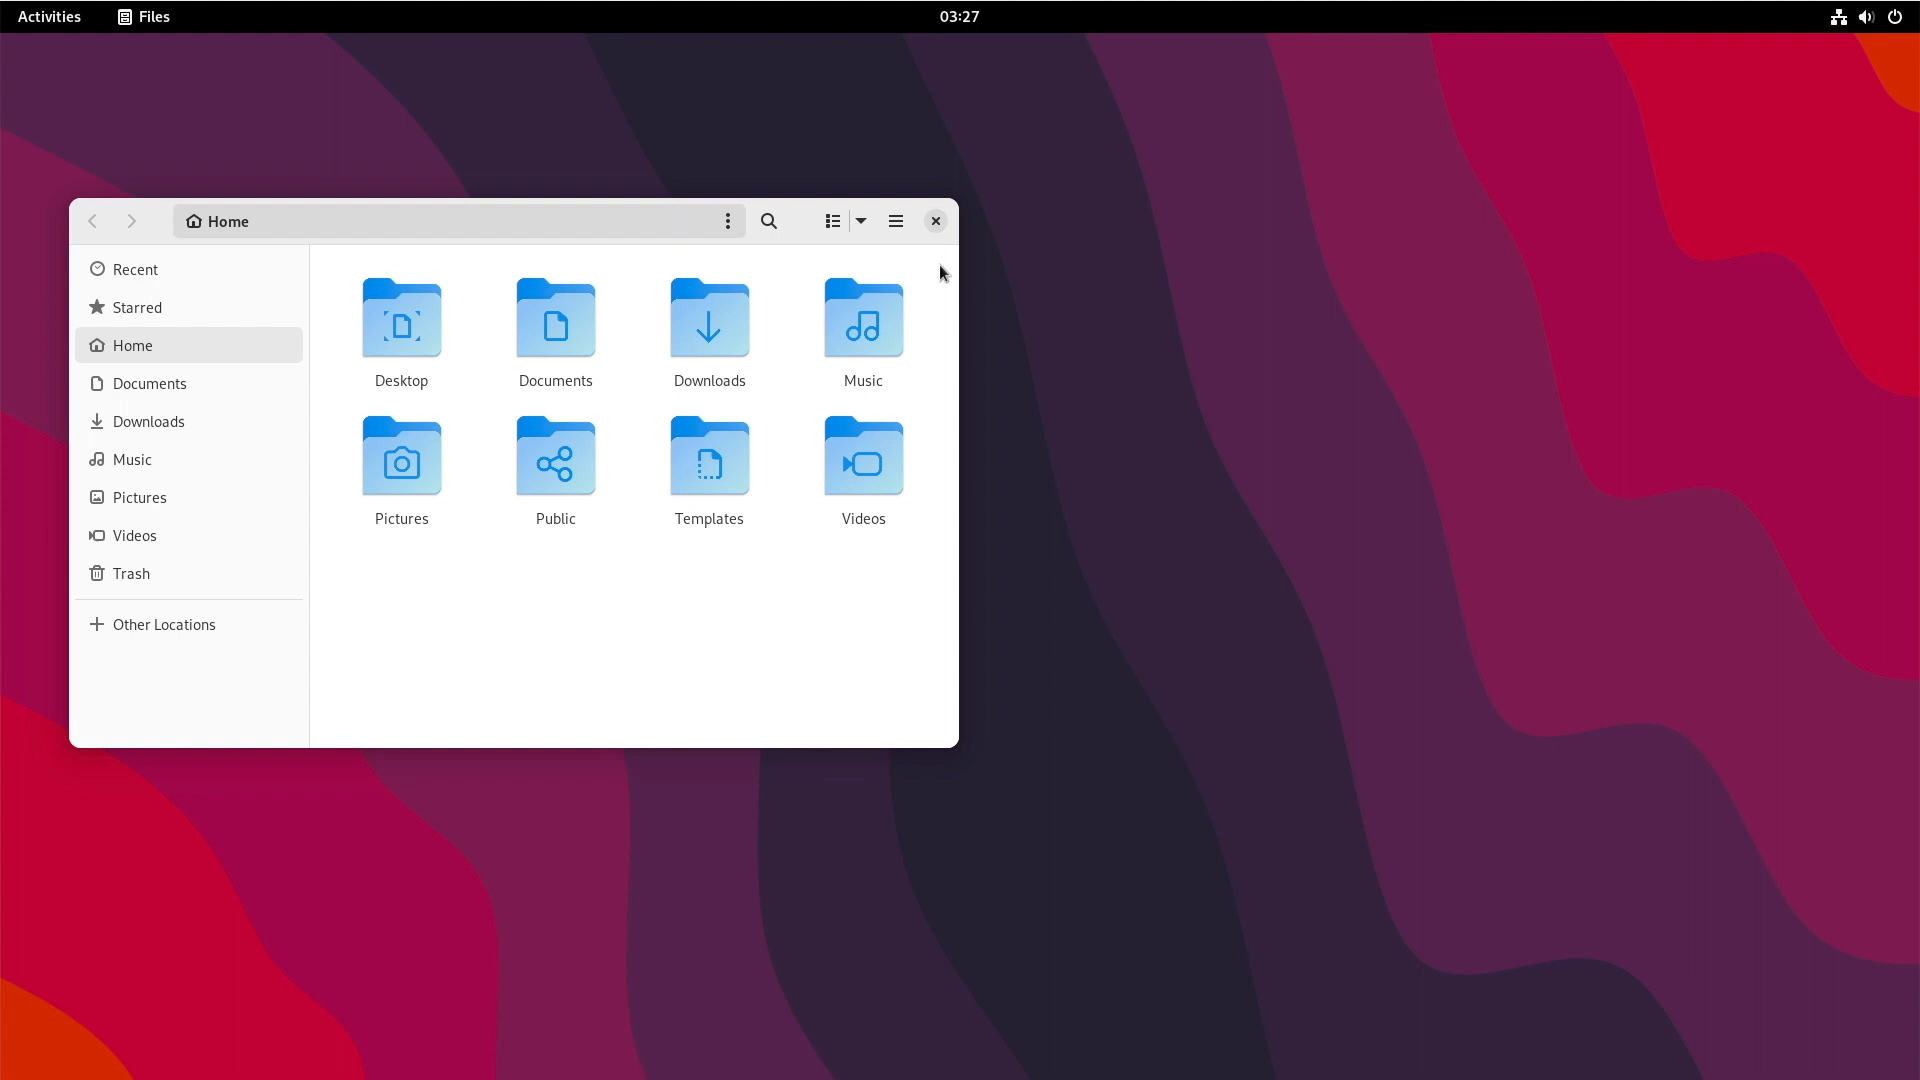 Activities Files 03:27
Home
Recent
Starred
Home
Documents
Downloads
Music
Pictures
Videos
Trash
Other Locations
Desktop Documents Downloads Music
Pictures Public Templates Videos